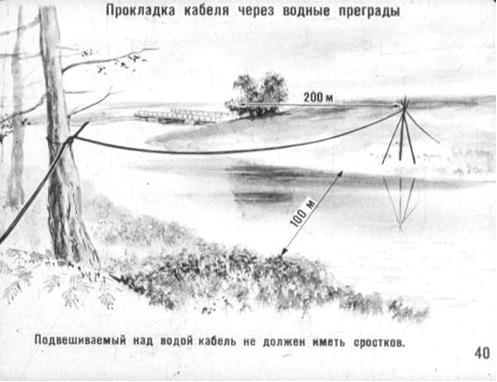 Прокладка кабеля через водные преграды
200 м
100 м
Подвешиваемый над водой кабель не должен иметь сростков.
40